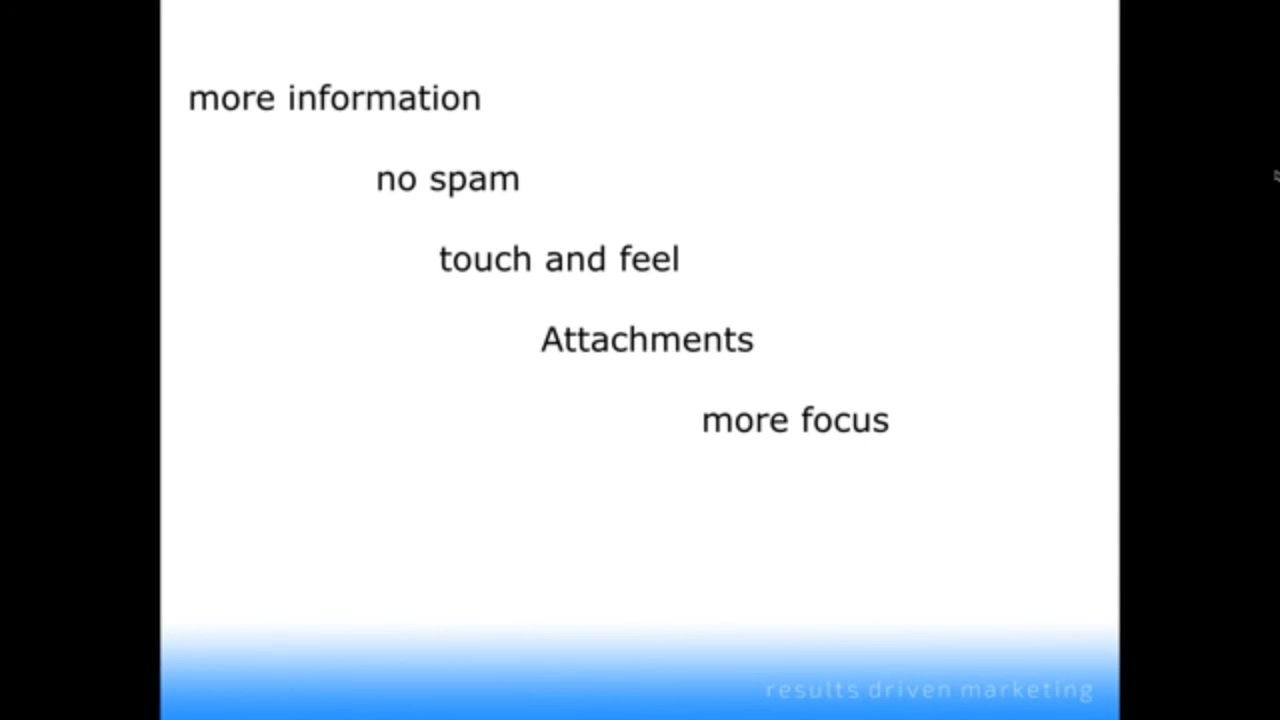 more information
no spam
touch and feel
Attachments
more focus
results driven marketing